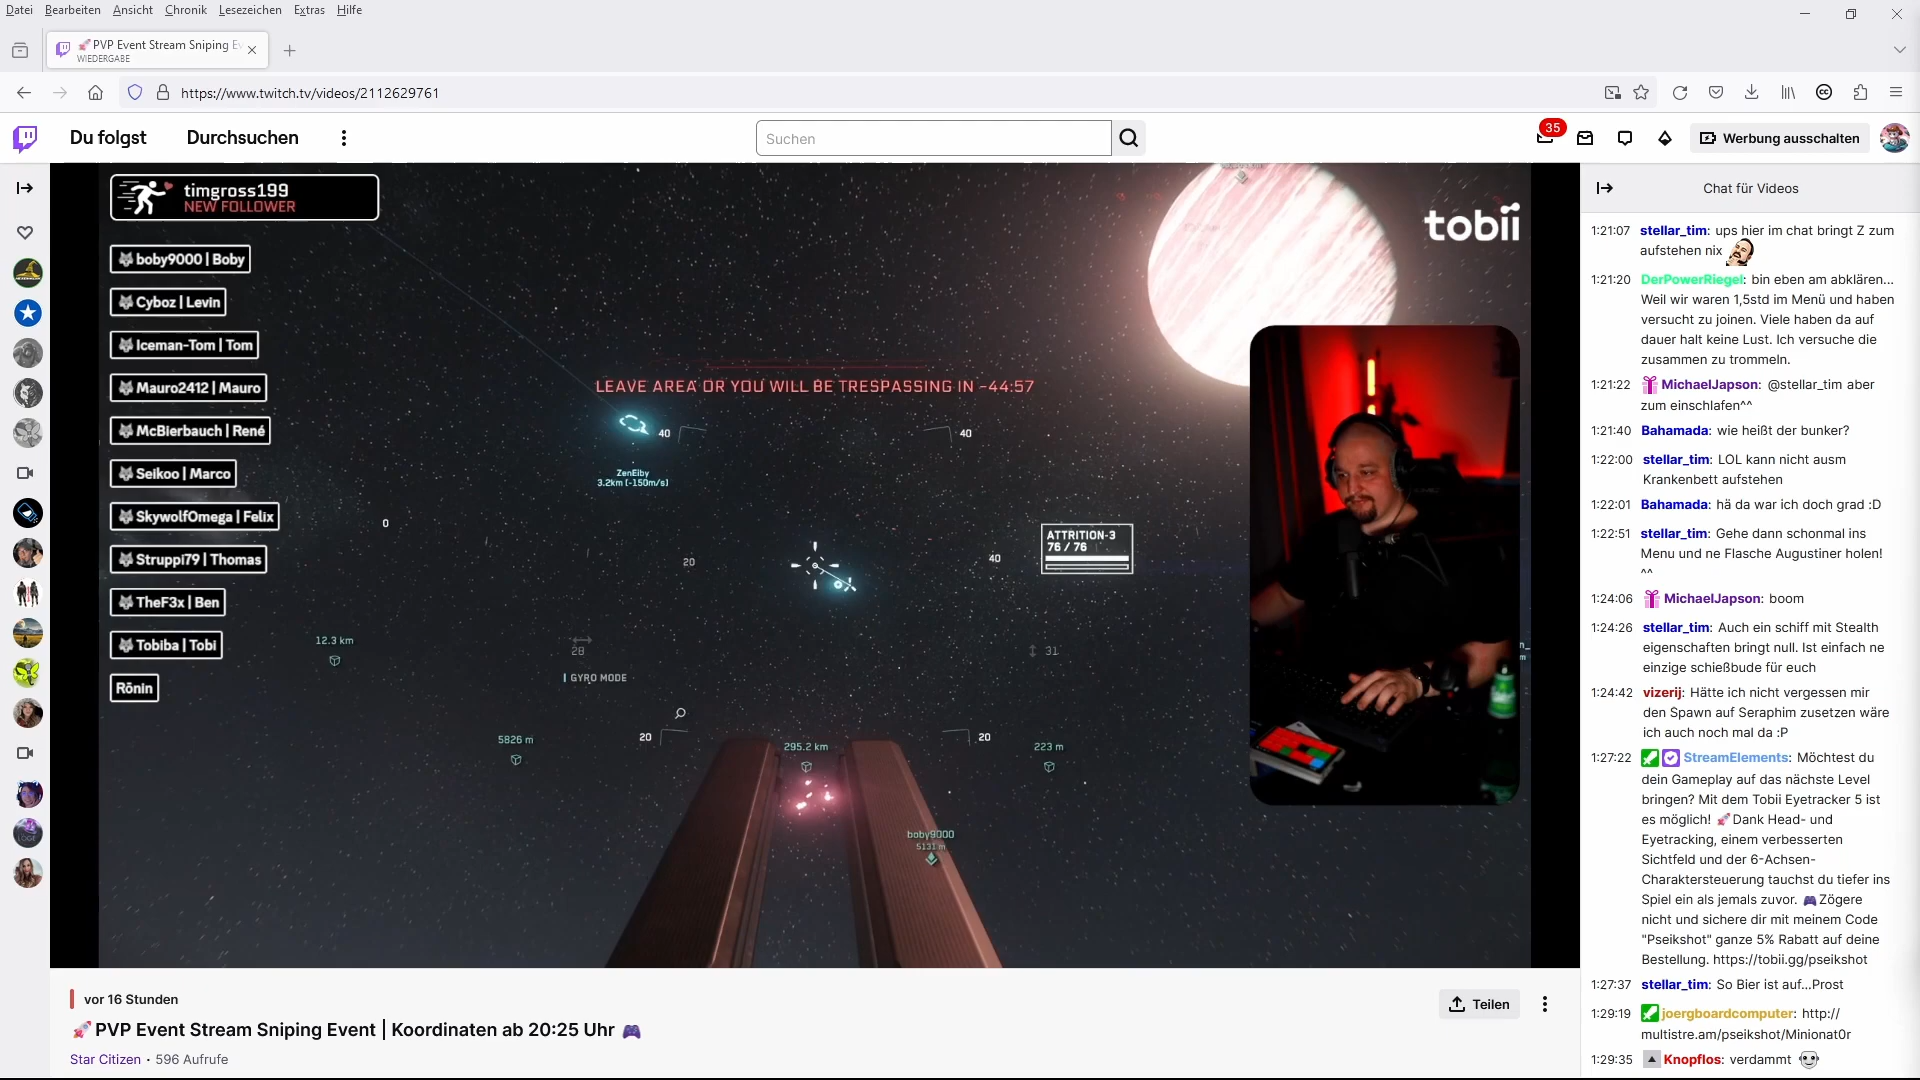 Datei Bearbeiten Ansicht Chronik Lesezeichen Extras Hilfe
PVP Event Stream Sniping Ev
WIEDERGABE
https://www.twitch.tv/videos/2112629761
Du folgst Durchsuchen
Suchen
35
Werbung ausschalten
timgross199
NEW FOLLOWER
boby9000 | Boby
Cyboz | Levin
Iceman-Tom | Tom
Mauro2412 | Mauro
McBierbauch | René
Seikoo | Marco
SkywolfOmega | Felix
Struppi79 | Thomas
TheF3x | Ben
Tobiba | Tobi
Rōnin
tobii
LEAVE AREA OR YOU WILL BE TRESPASSING IN -44:57
40 40
ZenEiby
3.2km [-150m/s]
0
20 40
ATTRITION-3
76 / 76
12.3 km
28 31
GYRO MODE
20 20
5826 m 295.2 km 223 m
boby9000
5131 m
vor 16 Stunden
PVP Event Stream Sniping Event | Koordinaten ab 20:25 Uhr
Star Citizen • 596 Aufrufe
Teilen
Chat für Videos
1:21:07 stellar_tim: ups hier im chat bringt Z zum
aufstehen nix
1:21:20 DerPowerRiegel: bin eben am abklären...
Weil wir waren 1,5std im Menü und haben
versucht zu joinen. Viele haben da auf
dauer halt keine Lust. Ich versuche die
zusammen zu trommeln.
1:21:22 MichaelJapson: @stellar_tim aber
zum einschlafen^^
1:21:40 Bahamada: wie heißt der bunker?
1:22:00 stellar_tim: LOL kann nicht ausm
Krankenbett aufstehen
1:22:01 Bahamada: hä da war ich doch grad :D
1:22:51 stellar_tim: Gehe dann schonmal ins
Menu und ne Flasche Augustiner holen!
^^
1:24:06 MichaelJapson: boom
1:24:26 stellar_tim: Auch ein schiff mit Stealth
eigenschaften bringt null. Ist einfach ne
einzige schießbude für euch
1:24:42 vizerij: Hätte ich nicht vergessen mir
den Spawn auf Seraphim zusetzen wäre
ich auch noch mal da :P
1:27:22 StreamElements: Möchtest du
dein Gameplay auf das nächste Level
bringen? Mit dem Tobii Eyetracker 5 ist
es möglich! Dank Head- und
Eyetracking, einem verbesserten
Sichtfeld und der 6-Achsen-
Charaktersteuerung tauchst du tiefer ins
Spiel ein als jemals zuvor. Zögere
nicht und sichere dir mit meinem Code
"Pseikshot" ganze 5% Rabatt auf deine
Bestellung. https://tobii.gg/pseikshot
1:27:37 stellar_tim: So Bier ist auf...Prost
1:29:19 joergboardcomputer: http://
multistre.am/pseikshot/Minionat0r
1:29:35 Knopflos: verdammt